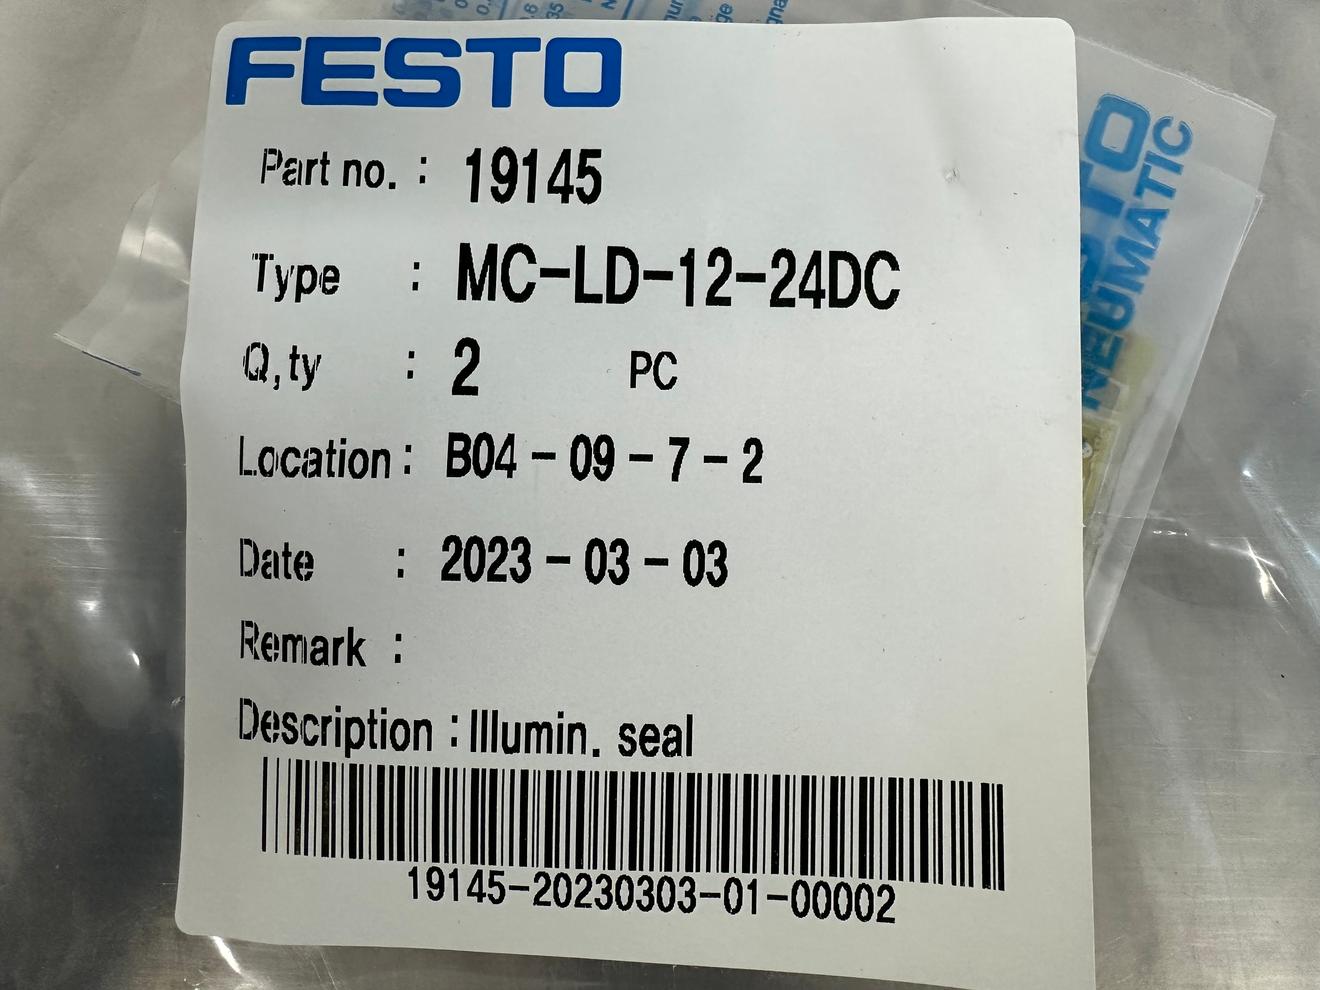 FESTO
Part no. : 19145
Type : MC-LD-12-24DC
Q,ty : 2 PC
Location : B04 - 09 - 7 - 2
Date : 2023 - 03 - 03
Remark :
Description : Illumin. seal
19145-20230303-01-00002
NEUMATIC